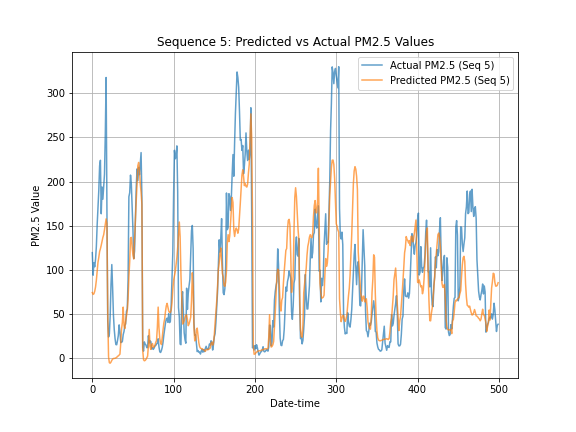 Sequence 5: Predicted vs Actual PM2.5 Values
Actual PM2.5 (Seq 5)
Predicted PM2.5 (Seq 5)
PM2.5 Value
300
250
200
150
100
50
0
0
100
200
300
400
500
Date-time